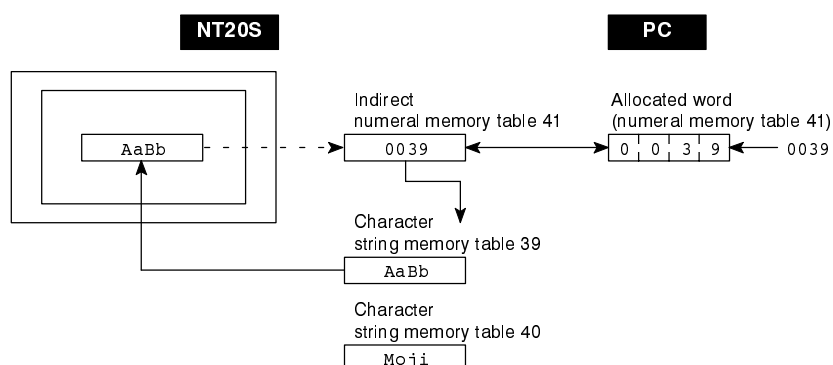 NT20S
PC
Indirect
numeral memory table 41
Allocated word
(numeral memory table 41)
AaBb
0039
0 0 3 9
0039
Character
string memory table 39
AaBb
Character
string memory table 40
Moji